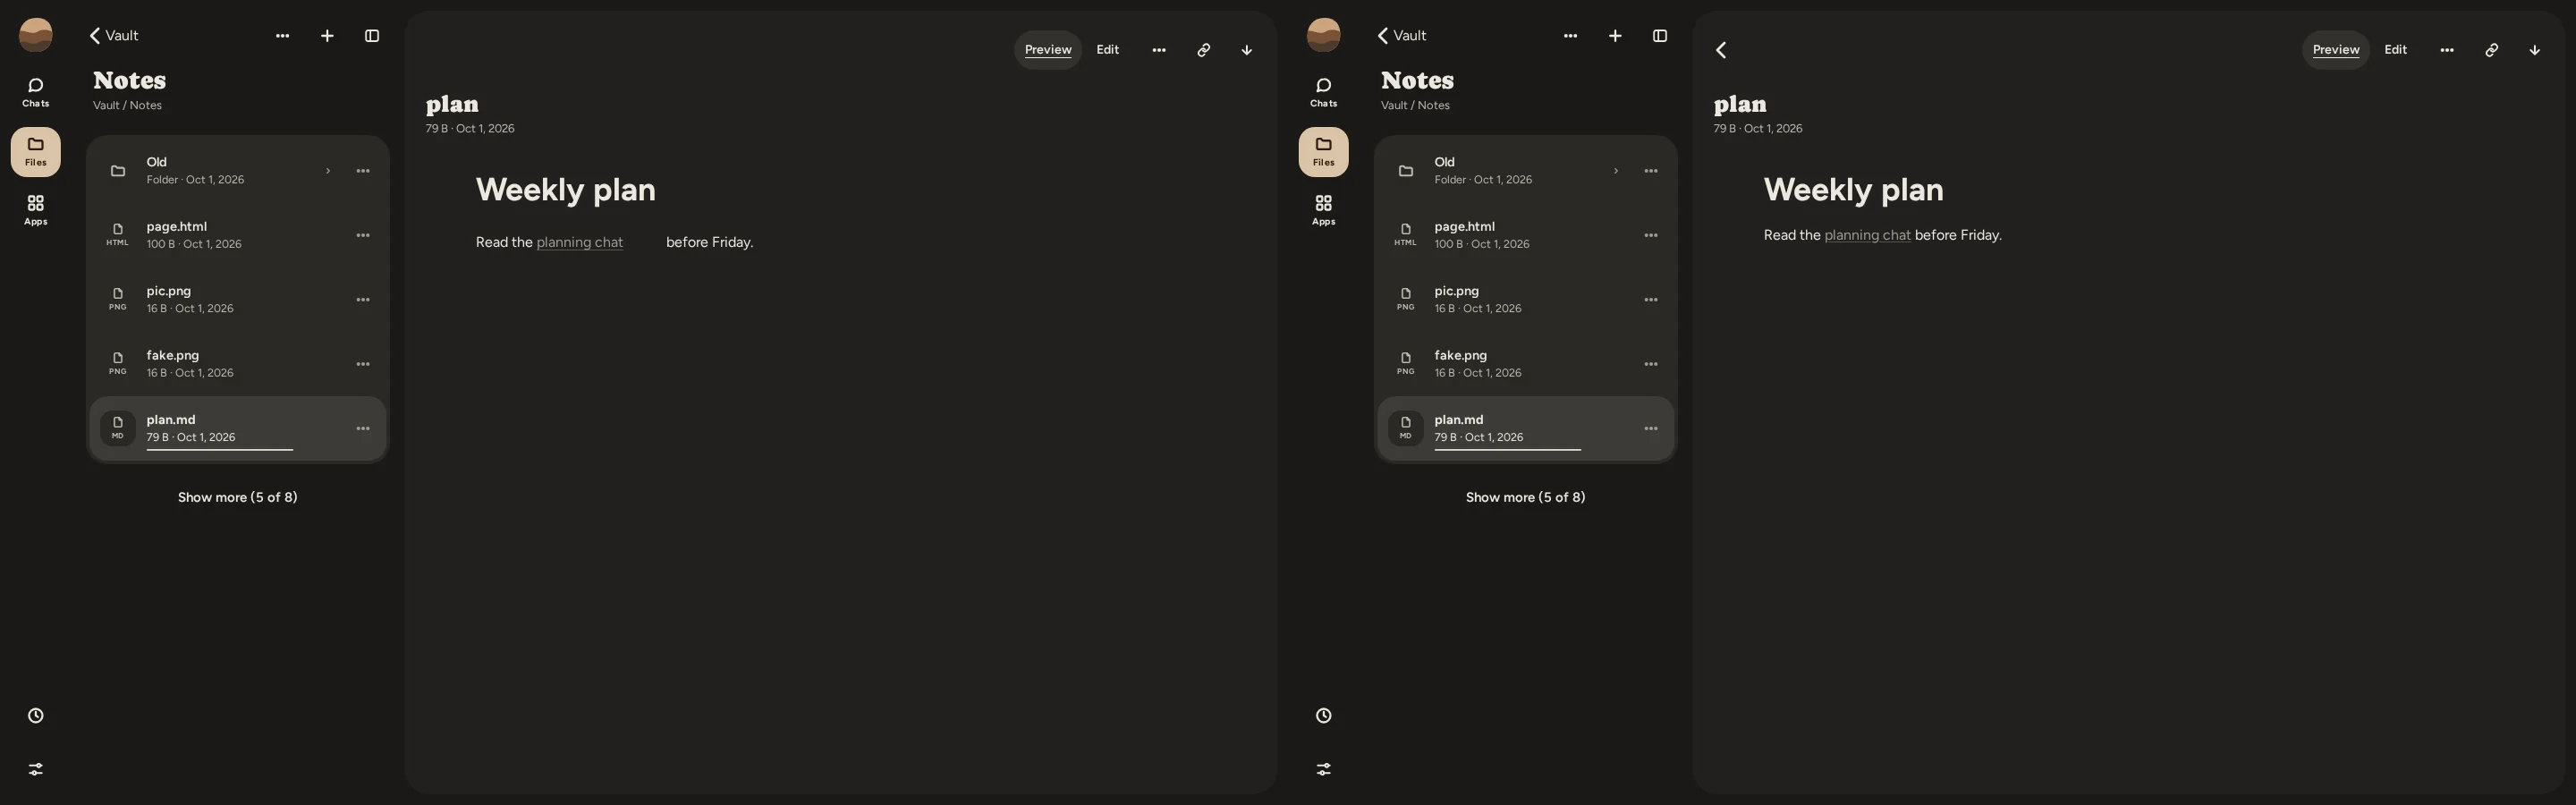 Vault
Notes
Vault / Notes
Chats
Files
Apps
Old
Folder · Oct 1, 2026
page.html
HTML
100 B · Oct 1, 2026
pic.png
PNG
16 B · Oct 1, 2026
fake.png
PNG
16 B · Oct 1, 2026
plan.md
MD
79 B · Oct 1, 2026
Show more (5 of 8)
Preview Edit
plan
79 B · Oct 1, 2026
Weekly plan
Read the planning chat before Friday.
Vault
Notes
Vault / Notes
Chats
Files
Apps
Old
Folder · Oct 1, 2026
page.html
HTML
100 B · Oct 1, 2026
pic.png
PNG
16 B · Oct 1, 2026
fake.png
PNG
16 B · Oct 1, 2026
plan.md
MD
79 B · Oct 1, 2026
Show more (5 of 8)
Preview Edit
plan
79 B · Oct 1, 2026
Weekly plan
Read the planning chat before Friday.